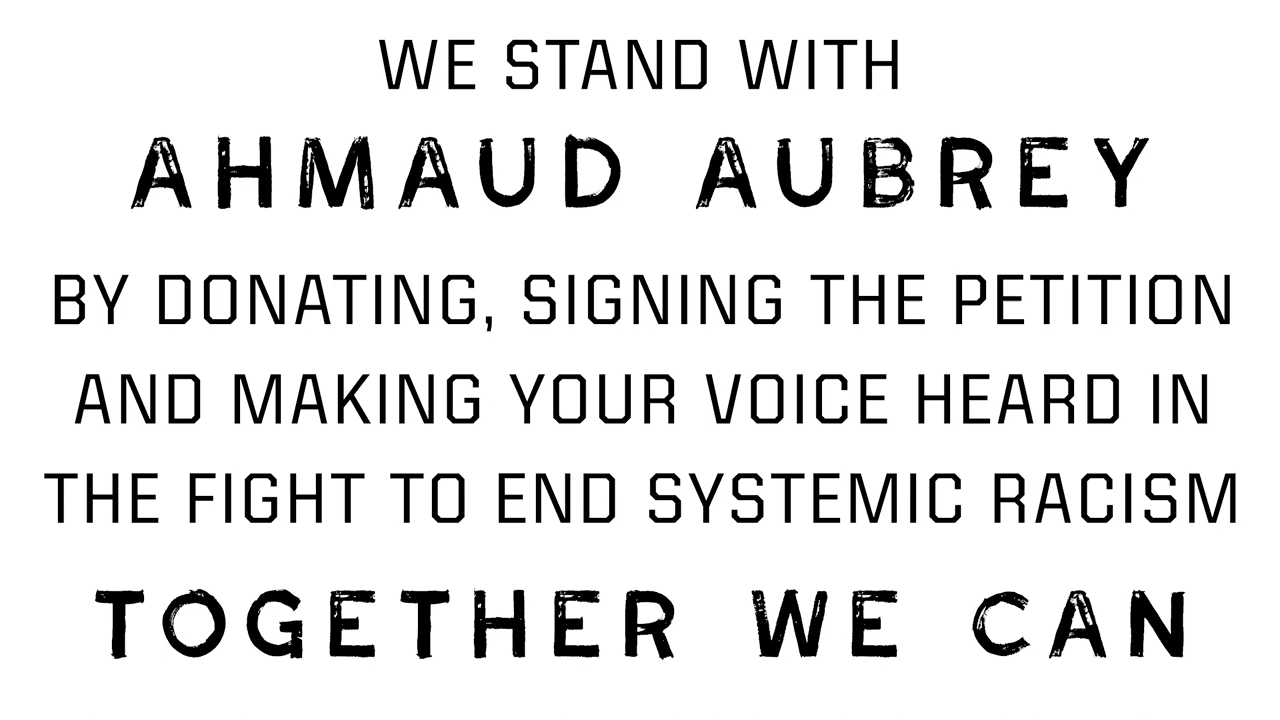 WE STAND WITH
AHMAUD AUBREY
BY DONATING, SIGNING THE PETITION
AND MAKING YOUR VOICE HEARD IN
THE FIGHT TO END SYSTEMIC RACISM
TOGETHER WE CAN